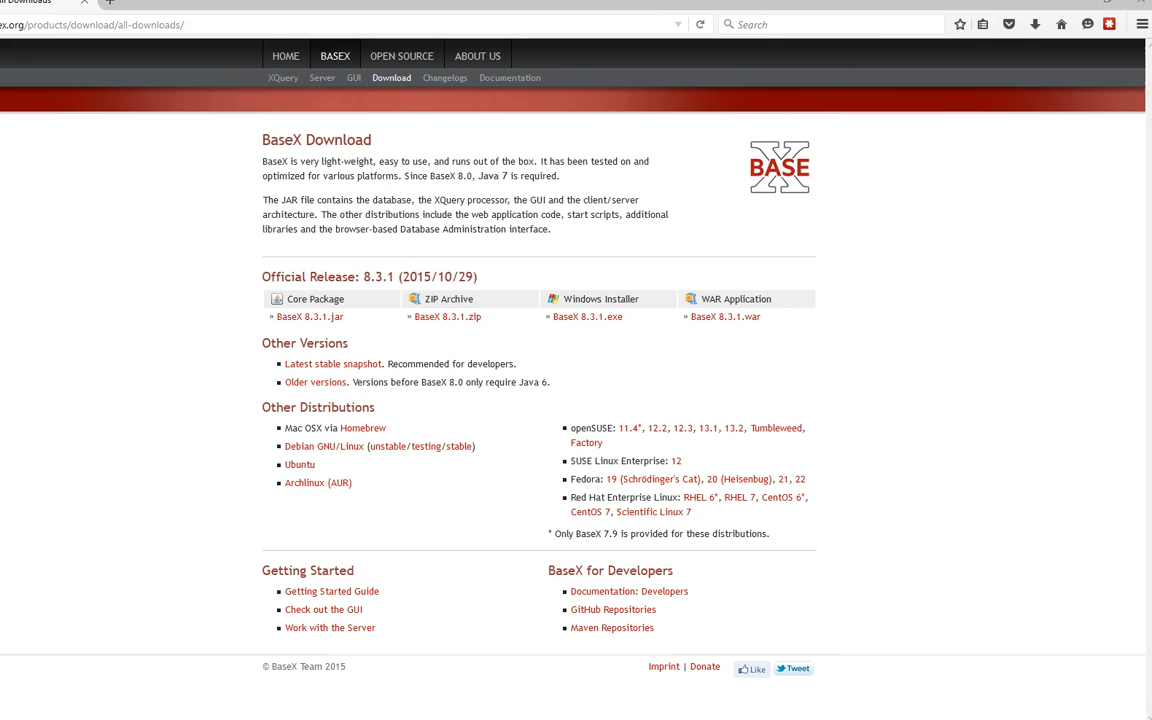 ex.org/products/download/all-downloads/
Search
HOME
BASEX
OPEN SOURCE
ABOUT US
XQuery
Server
GUI
Download
Changelogs
Documentation
BaseX Download
BaseX is very light-weight, easy to use, and runs out of the box. It has been tested on and
optimized for various platforms. Since BaseX 8.0, Java 7 is required.
BASE
The JAR file contains the database, the XQuery processor, the GUI and the client/server
architecture. The other distributions include the web application code, start scripts, additional
libraries and the browser-based Database Administration interface.
Official Release: 8.3.1 (2015/10/29)
Core Package
ZIP Archive
Windows Installer
WAR Application
» BaseX 8.3.1.jar
» BaseX 8.3.1.zip
» BaseX 8.3.1.exe
» BaseX 8.3.1.war
Other Versions
Latest stable snapshot. Recommended for developers.
Older versions. Versions before BaseX 8.0 only require Java 6.
Other Distributions
Mac OSX via Homebrew
Debian GNU/Linux (unstable/testing/stable)
Ubuntu
Archlinux (AUR)
openSUSE: 11.4*, 12.2, 12.3, 13.1, 13.2, Tumbleweed,
Factory
SUSE Linux Enterprise: 12
Fedora: 19 (Schrödinger's Cat), 20 (Heisenbug), 21, 22
Red Hat Enterprise Linux: RHEL 6*, RHEL 7, CentOS 6*,
CentOS 7, Scientific Linux 7
* Only BaseX 7.9 is provided for these distributions.
Getting Started
Getting Started Guide
Check out the GUI
Work with the Server
BaseX for Developers
Documentation: Developers
GitHub Repositories
Maven Repositories
© BaseX Team 2015
Imprint | Donate
Like
Tweet